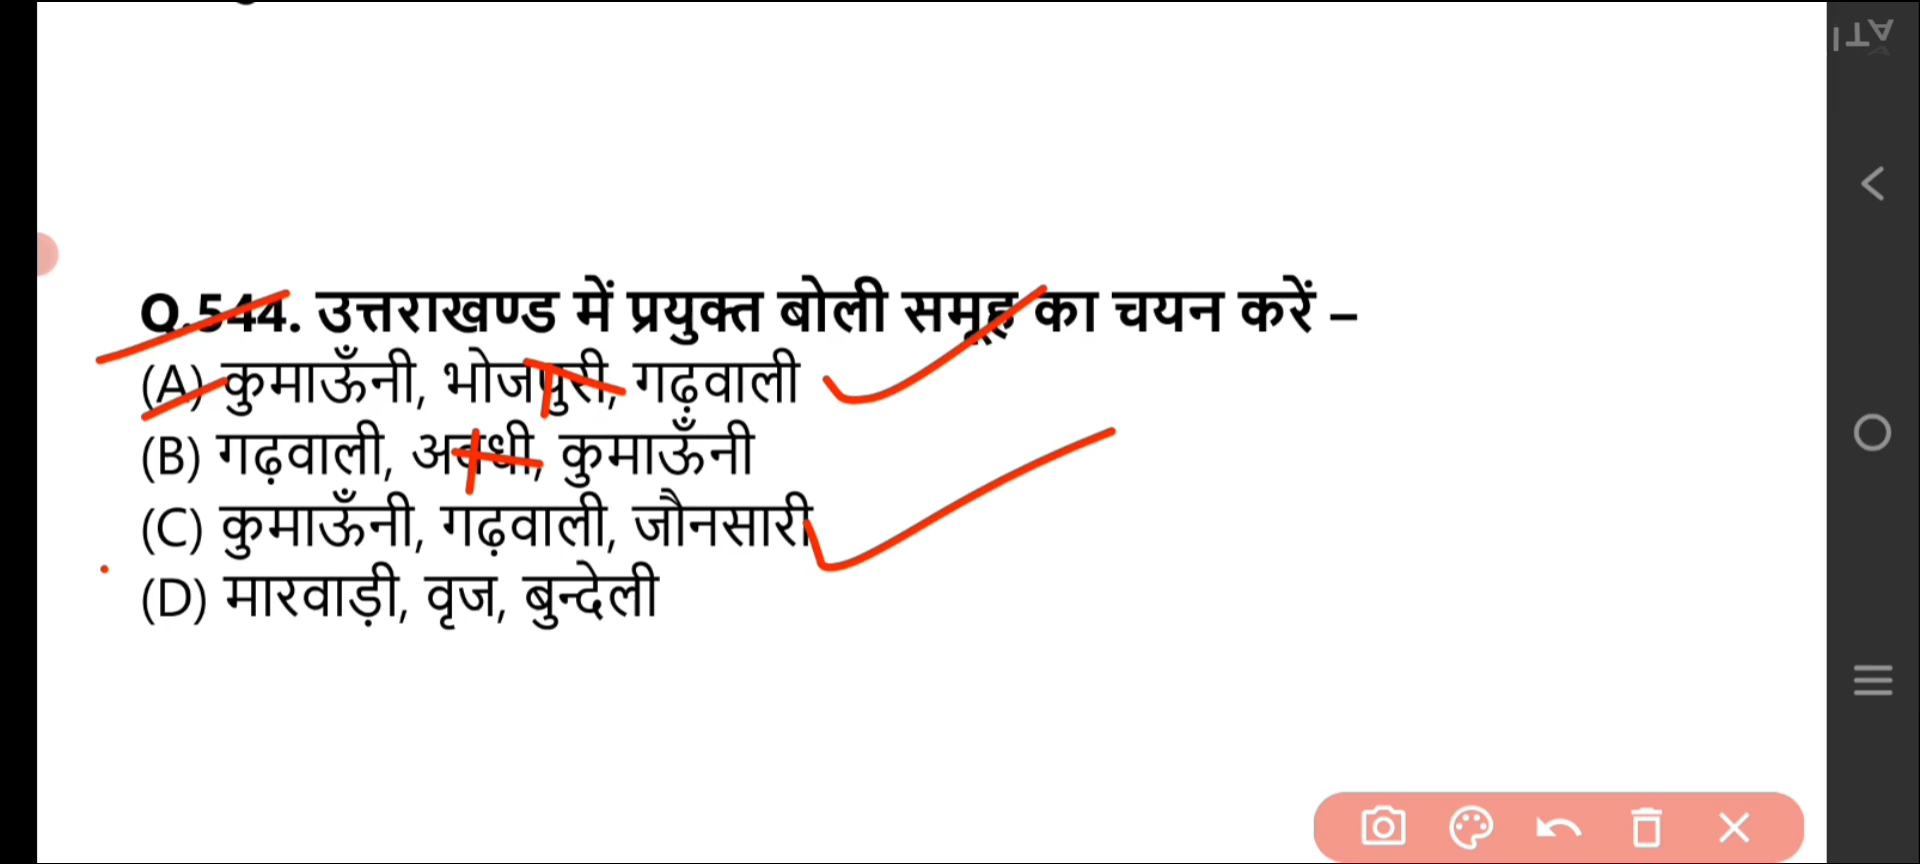 Q.544. उत्तराखण्ड में प्रयुक्त बोली समूह का चयन करें –
(A) कुमाऊँनी, भोजपुरी, गढ़वाली
(B) गढ़वाली, अवधी, कुमाऊँनी
(C) कुमाऊँनी, गढ़वाली, जौनसारी
(D) मारवाड़ी, वृज, बुन्देली